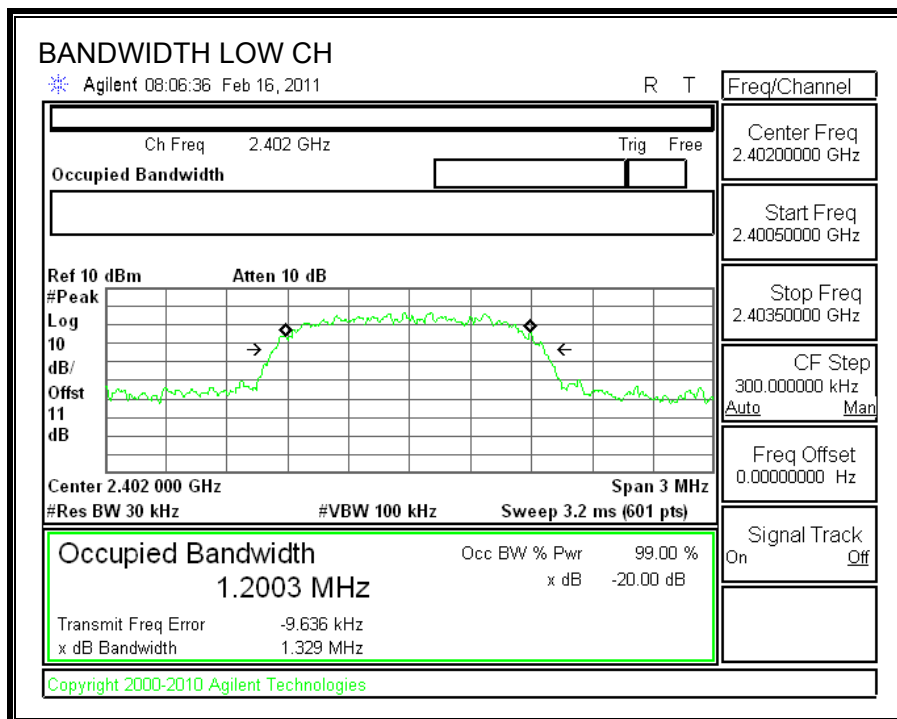 BANDWIDTH LOW CH
Agilent 08:06:36 Feb 16, 2011 R T
Freq/Channel
Ch Freq 2.402 GHz Trig Free
Occupied Bandwidth
Center Freq
2.40200000 GHz
Start Freq
2.40050000 GHz
Stop Freq
2.40350000 GHz
CF Step
300.000000 kHz
Auto Man
Freq Offset
0.00000000 Hz
Signal Track
On Off
Ref 10 dBm Atten 10 dB
#Peak
Log
10
dB/
Offst
11
dB
Center 2.402 000 GHz Span 3 MHz
#Res BW 30 kHz #VBW 100 kHz Sweep 3.2 ms (601 pts)
Occupied Bandwidth
1.2003 MHz
Occ BW % Pwr 99.00 %
x dB -20.00 dB
Transmit Freq Error -9.636 kHz
x dB Bandwidth 1.329 MHz
Copyright 2000-2010 Agilent Technologies